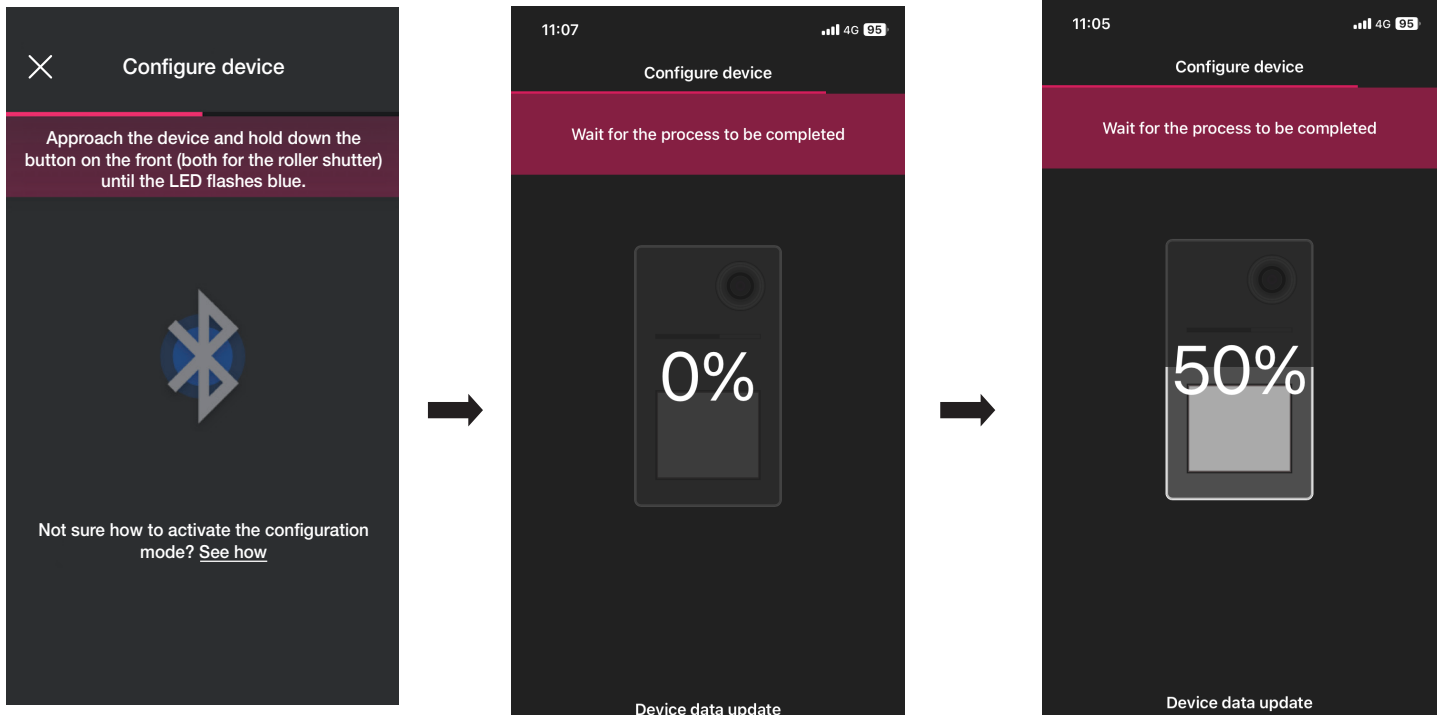 Configure device
Approach the device and hold down the
button on the front (both for the roller shutter)
until the LED flashes blue.
Not sure how to activate the configuration
mode? See how
11:07
4G 95
Configure device
Wait for the process to be completed
0%
Device data update
11:05
4G 95
Configure device
Wait for the process to be completed
50%
Device data update